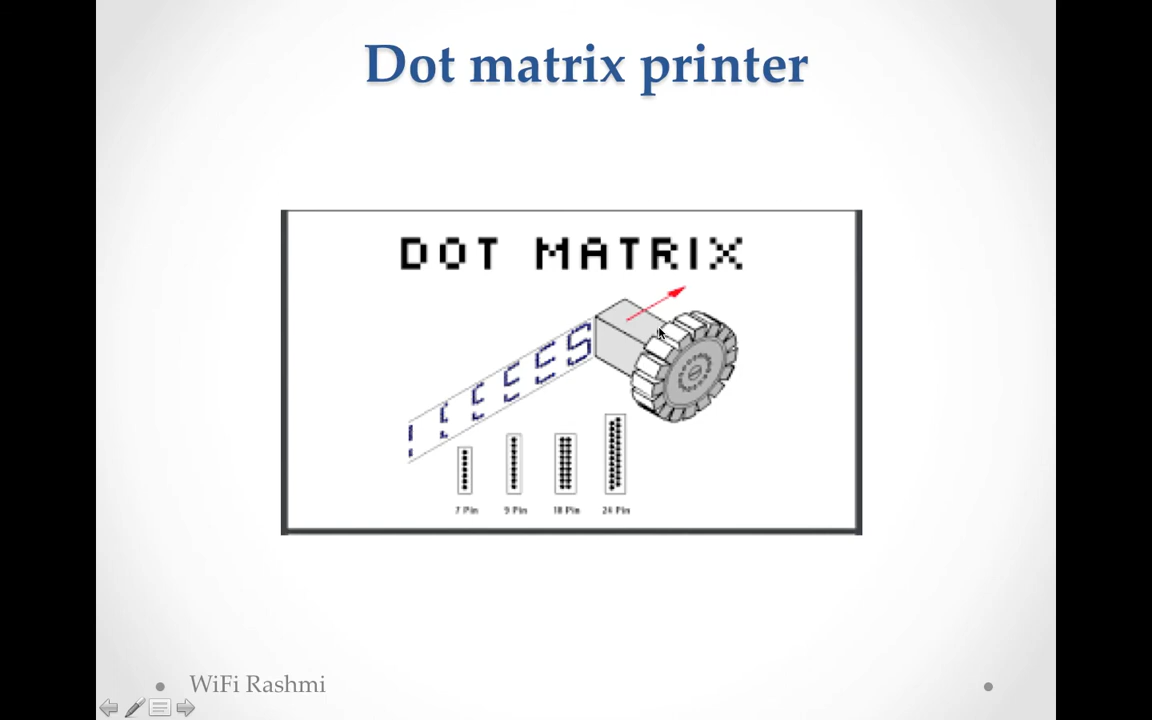 Dot matrix printer
DOT MATRIX
7 Pin 9 Pin 18 Pin 24 Pin
WiFi Rashmi